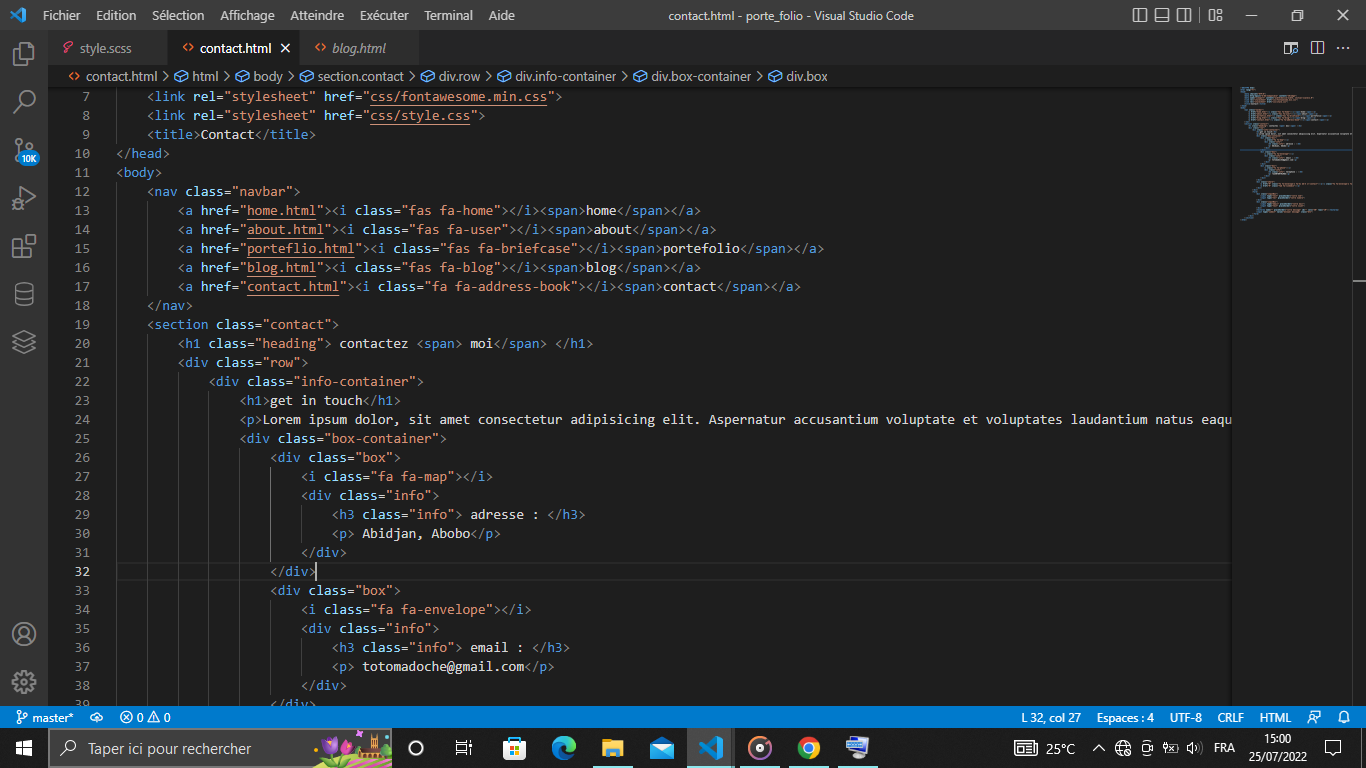 Fichier Edition Sélection Affichage Atteindre Exécuter Terminal Aide contact.html - porte_folio - Visual Studio Code
style.scss contact.html blog.html
contact.html > html > body > section.contact > div.row > div.info-container > div.box-container > div.box
7 <link rel="stylesheet" href="css/fontawesome.min.css">
8 <link rel="stylesheet" href="css/style.css">
9 <title>Contact</title>
10 </head>
11 <body>
12 <nav class="navbar">
13 <a href="home.html"><i class="fas fa-home"></i><span>home</span></a>
14 <a href="about.html"><i class="fas fa-user"></i><span>about</span></a>
15 <a href="porteflio.html"><i class="fas fa-briefcase"></i><span>portefolio</span></a>
16 <a href="blog.html"><i class="fas fa-blog"></i><span>blog</span></a>
17 <a href="contact.html"><i class="fa fa-address-book"></i><span>contact</span></a>
18 </nav>
19 <section class="contact">
20 <h1 class="heading"> contactez <span> moi</span> </h1>
21 <div class="row">
22 <div class="info-container">
23 <h1>get in touch</h1>
24 <p>Lorem ipsum dolor, sit amet consectetur adipisicing elit. Aspernatur accusantium voluptate et voluptates laudantium natus eaqu
25 <div class="box-container">
26 <div class="box">
27 <i class="fa fa-map"></i>
28 <div class="info">
29 <h3 class="info"> adresse : </h3>
30 <p> Abidjan, Abobo</p>
31 </div>
32 </div>
33 <div class="box">
34 <i class="fa fa-envelope"></i>
35 <div class="info">
36 <h3 class="info"> email : </h3>
37 <p> totomadoche@gmail.com</p>
38 </div>
39 </div>
10K
master* 0 0 L 32, col 27 Espaces : 4 UTF-8 CRLF HTML
Taper ici pour rechercher 25°C FRA 15:00
25/07/2022